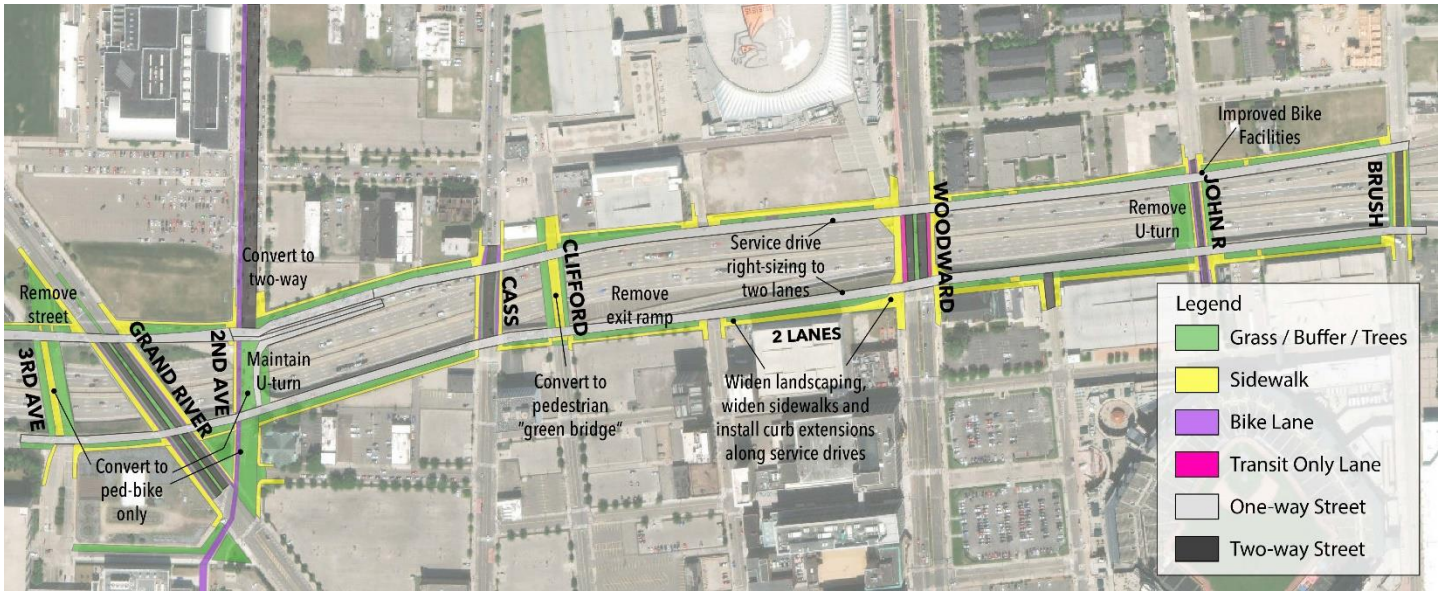 Improved Bike
Facilities
WOODWARD
JOHN R
BRUSH
Remove
U-turn
Convert to
two-way
Service drive
right-sizing to
two lanes
CLIFFORD
CASS
Remove
exit ramp
Remove
street
3RD AVE
GRAND RIVER
2ND AVE
Maintain
U-turn
2 LANES
Convert to
pedestrian
"green bridge"
Widen landscaping,
widen sidewalks and
install curb extensions
along service drives
Convert to
ped-bike
only
Legend
Grass / Buffer / Trees
Sidewalk
Bike Lane
Transit Only Lane
One-way Street
Two-way Street